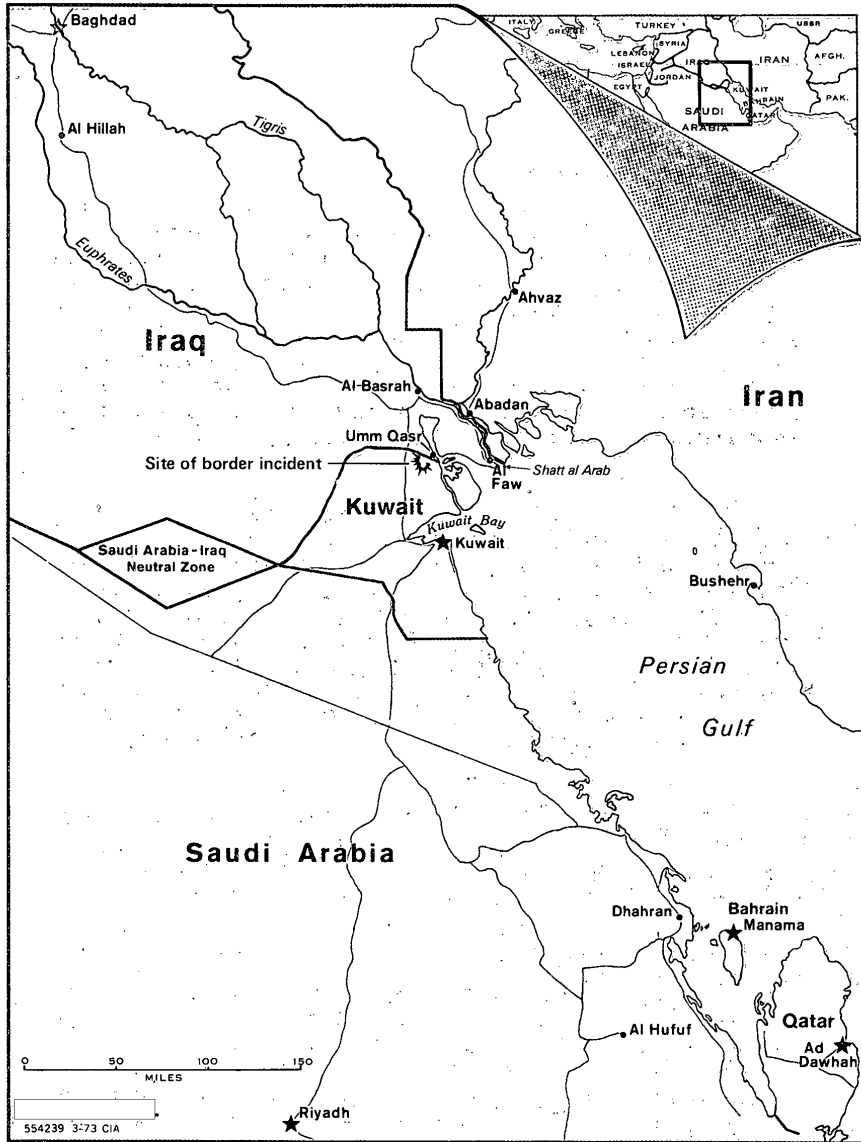 Baghdad
ITALY
GREECE
TURKEY
USSR
LEBANON
SYRIA
ISRAEL
IRAQ
IRAN
AFGH.
JORDAN
EGYPT
KUWAIT
BAHRAIN
QATAR
PAK.
SAUDI
ARABIA
Al Hillah
Tigris
Euphrates
Ahvaz
Iraq
Al-Basrah
Abadan
Iran
Umm Qasr
Site of border incident
Al
Faw
Shatt al Arab
Kuwait
Kuwait Bay
Kuwait
Saudi Arabia-Iraq
Neutral Zone
Bushehr
Persian
Gulf
Saudi Arabia
Dhahran
Bahrain
Manama
Qatar
Ad
Dawhah
Al Hufuf
0 50 150
MILES
Riyadh
554239 3-73 CIA